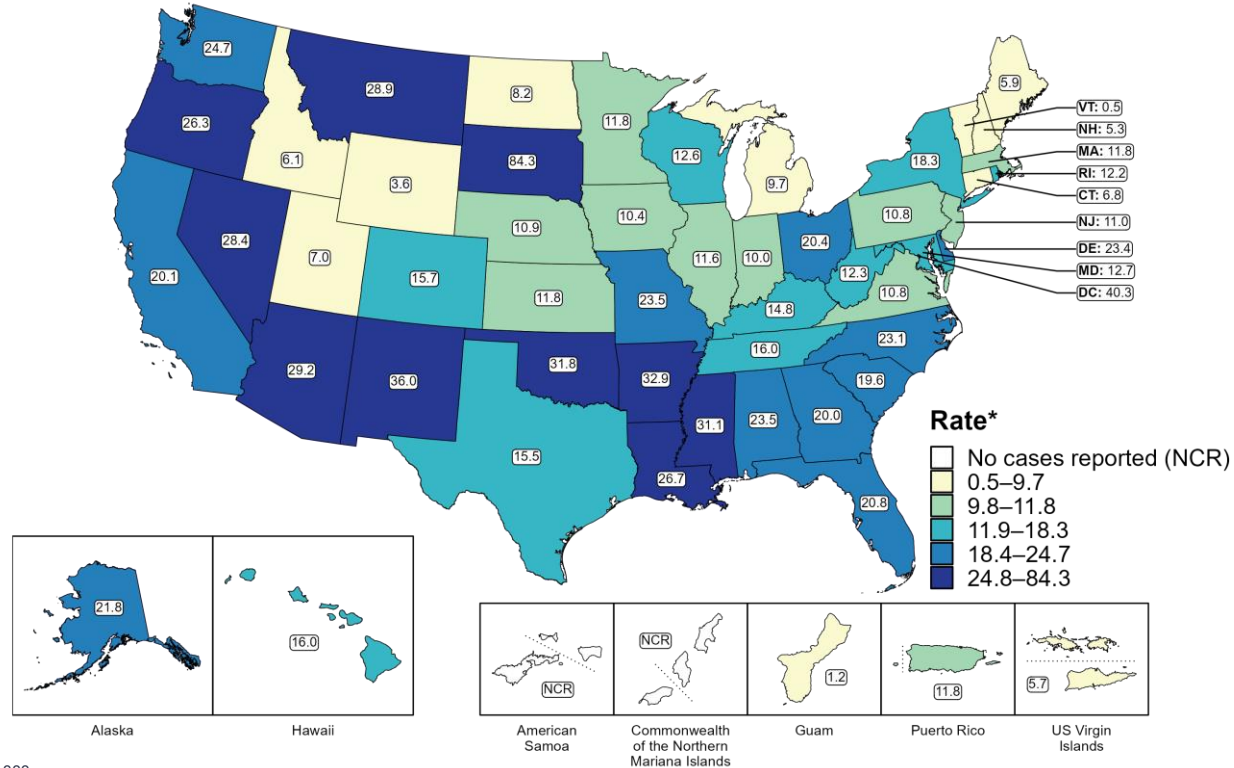 24.7
28.9
8.2
11.8
5.9
VT: 0.5
NH: 5.3
MA: 11.8
RI: 12.2
CT: 6.8
NJ: 11.0
DE: 23.4
MD: 12.7
DC: 40.3
26.3
6.1
3.6
84.3
12.6
9.7
18.3
10.9
10.4
10.8
28.4
7.0
15.7
20.1
11.8
23.5
11.6
10.0
20.4
12.3
10.8
14.8
16.0
23.1
29.2
36.0
31.8
32.9
19.6
31.1
23.5
20.0
15.5
26.7
20.8
Rate*
No cases reported (NCR)
0.5–9.7
9.8–11.8
11.9–18.3
18.4–24.7
24.8–84.3
21.8
16.0
NCR
NCR
1.2
11.8
5.7
Alaska
Hawaii
American
Samoa
Commonwealth
of the Northern
Mariana Islands
Guam
Puerto Rico
US Virgin
Islands